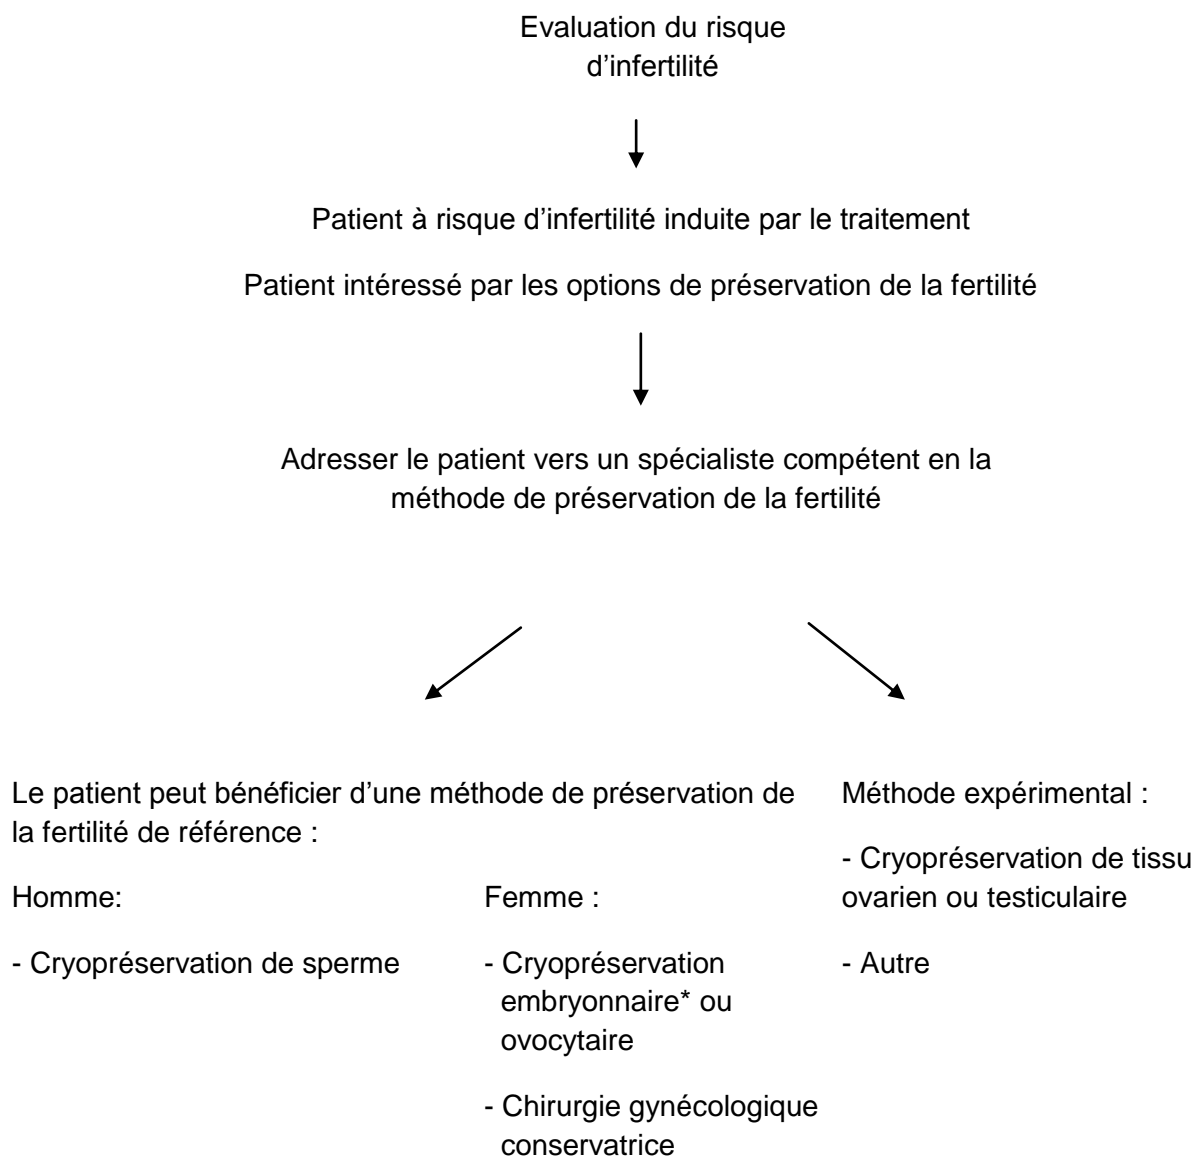 Evaluation du risque
d’infertilité
Patient à risque d’infertilité induite par le traitement
Patient intéressé par les options de préservation de la fertilité
Adresser le patient vers un spécialiste compétent en la
méthode de préservation de la fertilité
Le patient peut bénéficier d’une méthode de préservation de
la fertilité de référence :
Homme:
- Cryopréservation de sperme
Femme :
- Cryopréservation
embryonnaire* ou
ovocytaire
- Chirurgie gynécologique
conservatrice
Méthode expérimental :
- Cryopréservation de tissu
ovarien ou testiculaire
- Autre